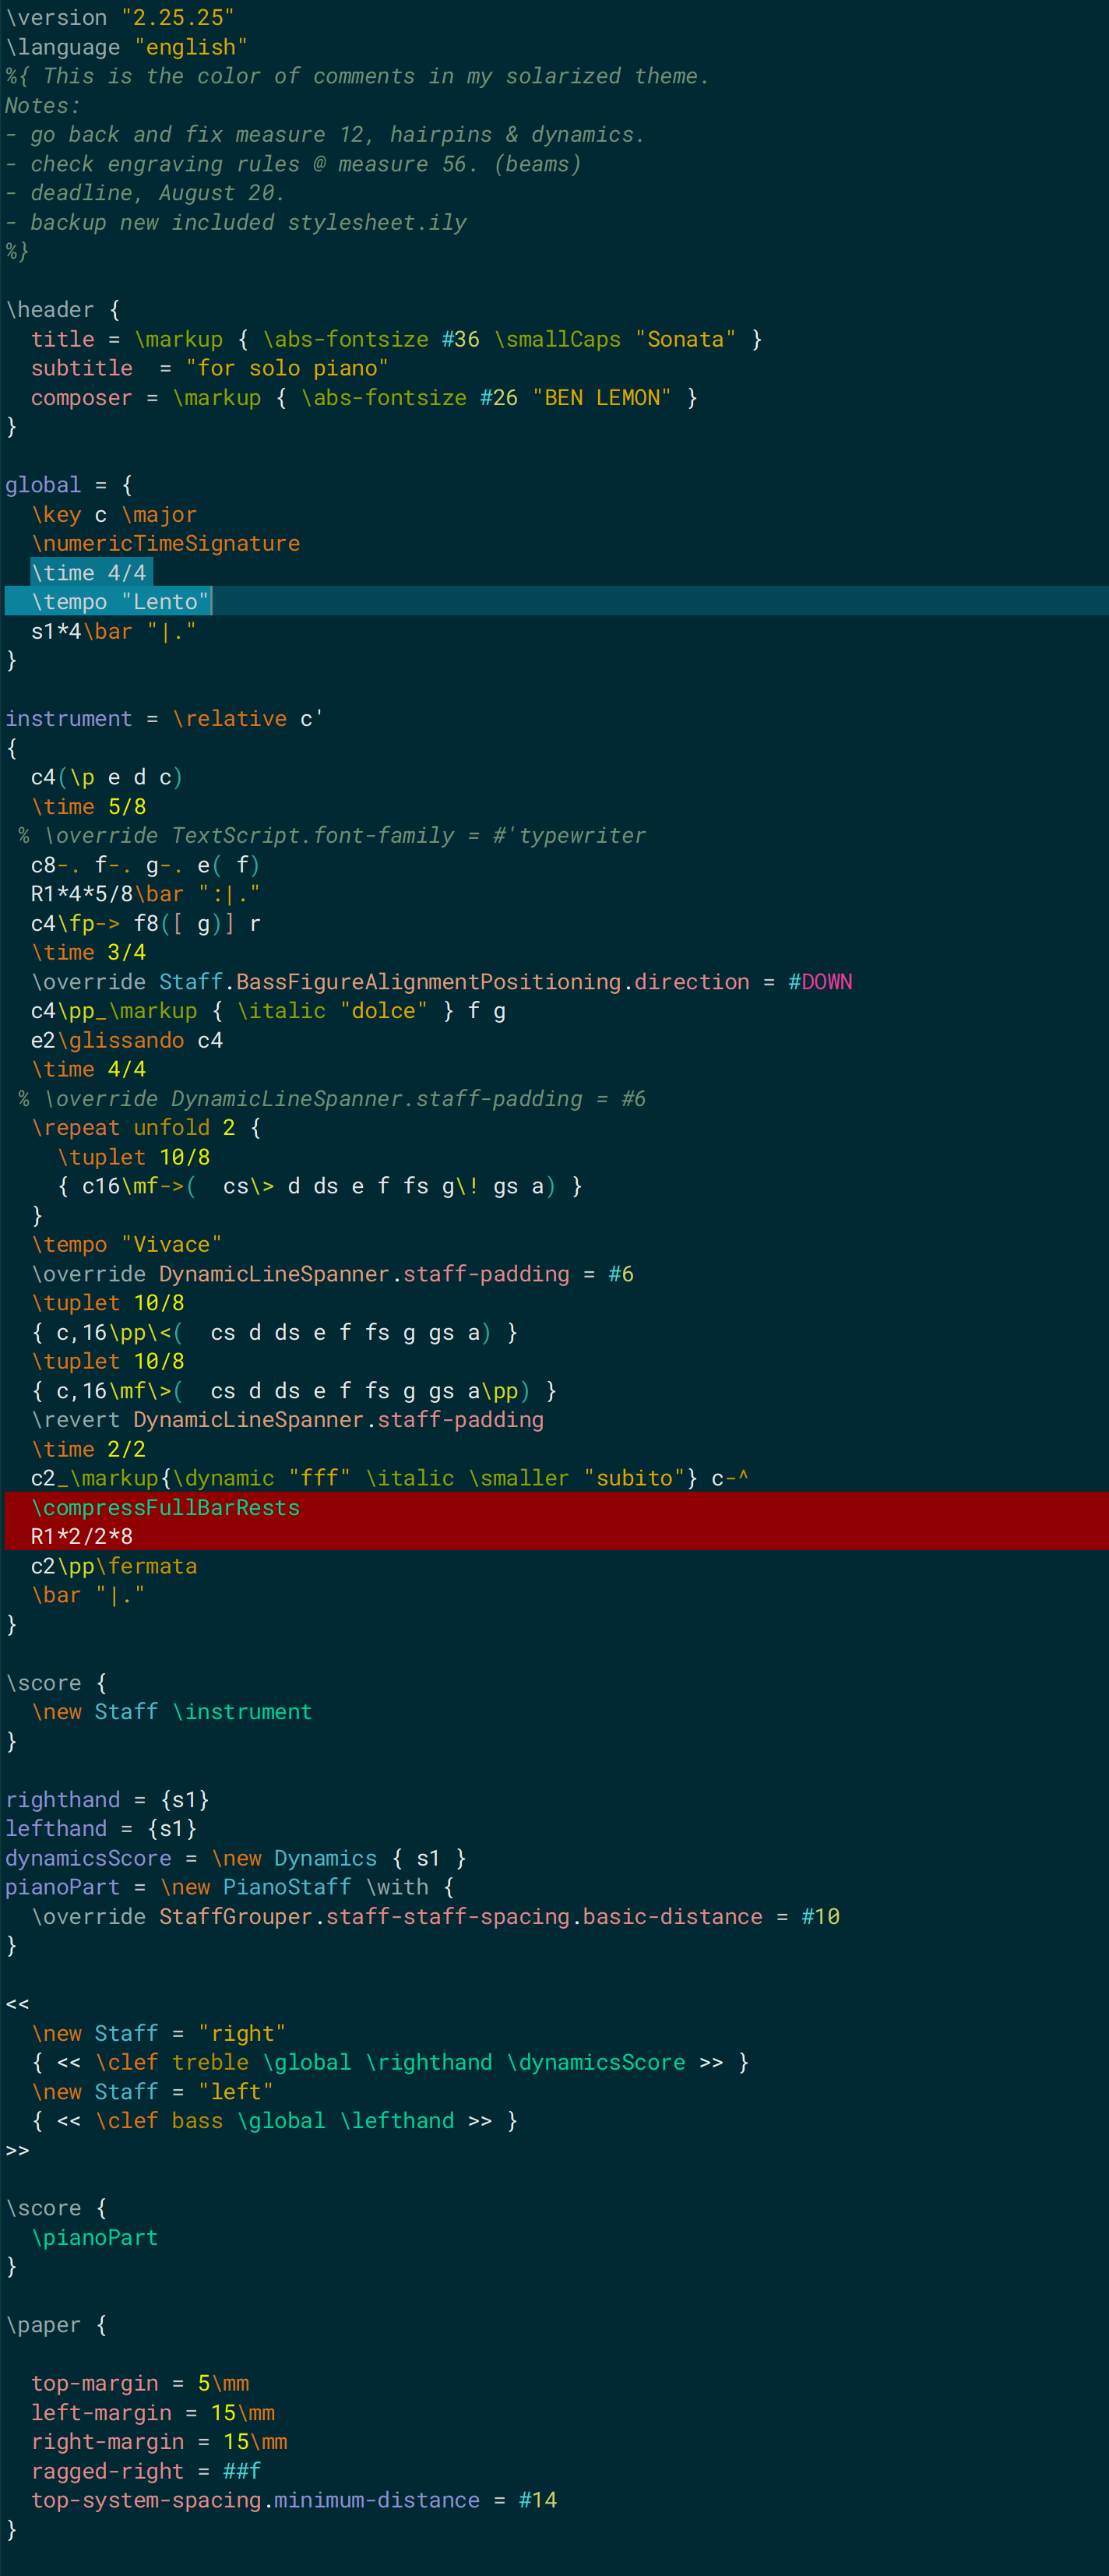 \version "2.25.25"
\language "english"
%{ This is the color of comments in my solarized theme.
Notes:
- go back and fix measure 12, hairpins & dynamics.
- check engraving rules @ measure 56. (beams)
- deadline, August 20.
- backup new included stylesheet.ily
%}

\header {
  title = \markup { \abs-fontsize #36 \smallCaps "Sonata" }
  subtitle  = "for solo piano"
  composer = \markup { \abs-fontsize #26 "BEN LEMON" }
}

global = {
  \key c \major
  \numericTimeSignature
  \time 4/4
  \tempo "Lento"
  s1*4\bar "|."
}

instrument = \relative c'
{
  c4(\p e d c)
  \time 5/8
 % \override TextScript.font-family = #'typewriter
  c8-. f-. g-. e( f)
  R1*4*5/8\bar ":|."
  c4\fp-> f8([ g)] r
  \time 3/4
  \override Staff.BassFigureAlignmentPositioning.direction = #DOWN
  c4\pp_\markup { \italic "dolce" } f g
  e2\glissando c4
  \time 4/4
 % \override DynamicLineSpanner.staff-padding = #6
  \repeat unfold 2 {
    \tuplet 10/8
    { c16\mf->(  cs\> d ds e f fs g\! gs a) }
  }
  \tempo "Vivace"
  \override DynamicLineSpanner.staff-padding = #6
  \tuplet 10/8
  { c,16\pp\<(  cs d ds e f fs g gs a) }
  \tuplet 10/8
  { c,16\mf\>(  cs d ds e f fs g gs a\pp) }
  \revert DynamicLineSpanner.staff-padding
  \time 2/2
  c2_\markup{\dynamic "fff" \italic \smaller "subito"} c-^
  \compressFullBarRests
  R1*2/2*8
  c2\pp\fermata
  \bar "|."
}

\score {
  \new Staff \instrument
}

righthand = {s1}
lefthand = {s1}
dynamicsScore = \new Dynamics { s1 }
pianoPart = \new PianoStaff \with {
  \override StaffGrouper.staff-staff-spacing.basic-distance = #10
}

<<
  \new Staff = "right"
  { << \clef treble \global \righthand \dynamicsScore >> }
  \new Staff = "left"
  { << \clef bass \global \lefthand >> }
>>

\score {
  \pianoPart
}

\paper {

  top-margin = 5\mm
  left-margin = 15\mm
  right-margin = 15\mm
  ragged-right = ##f
  top-system-spacing.minimum-distance = #14
}